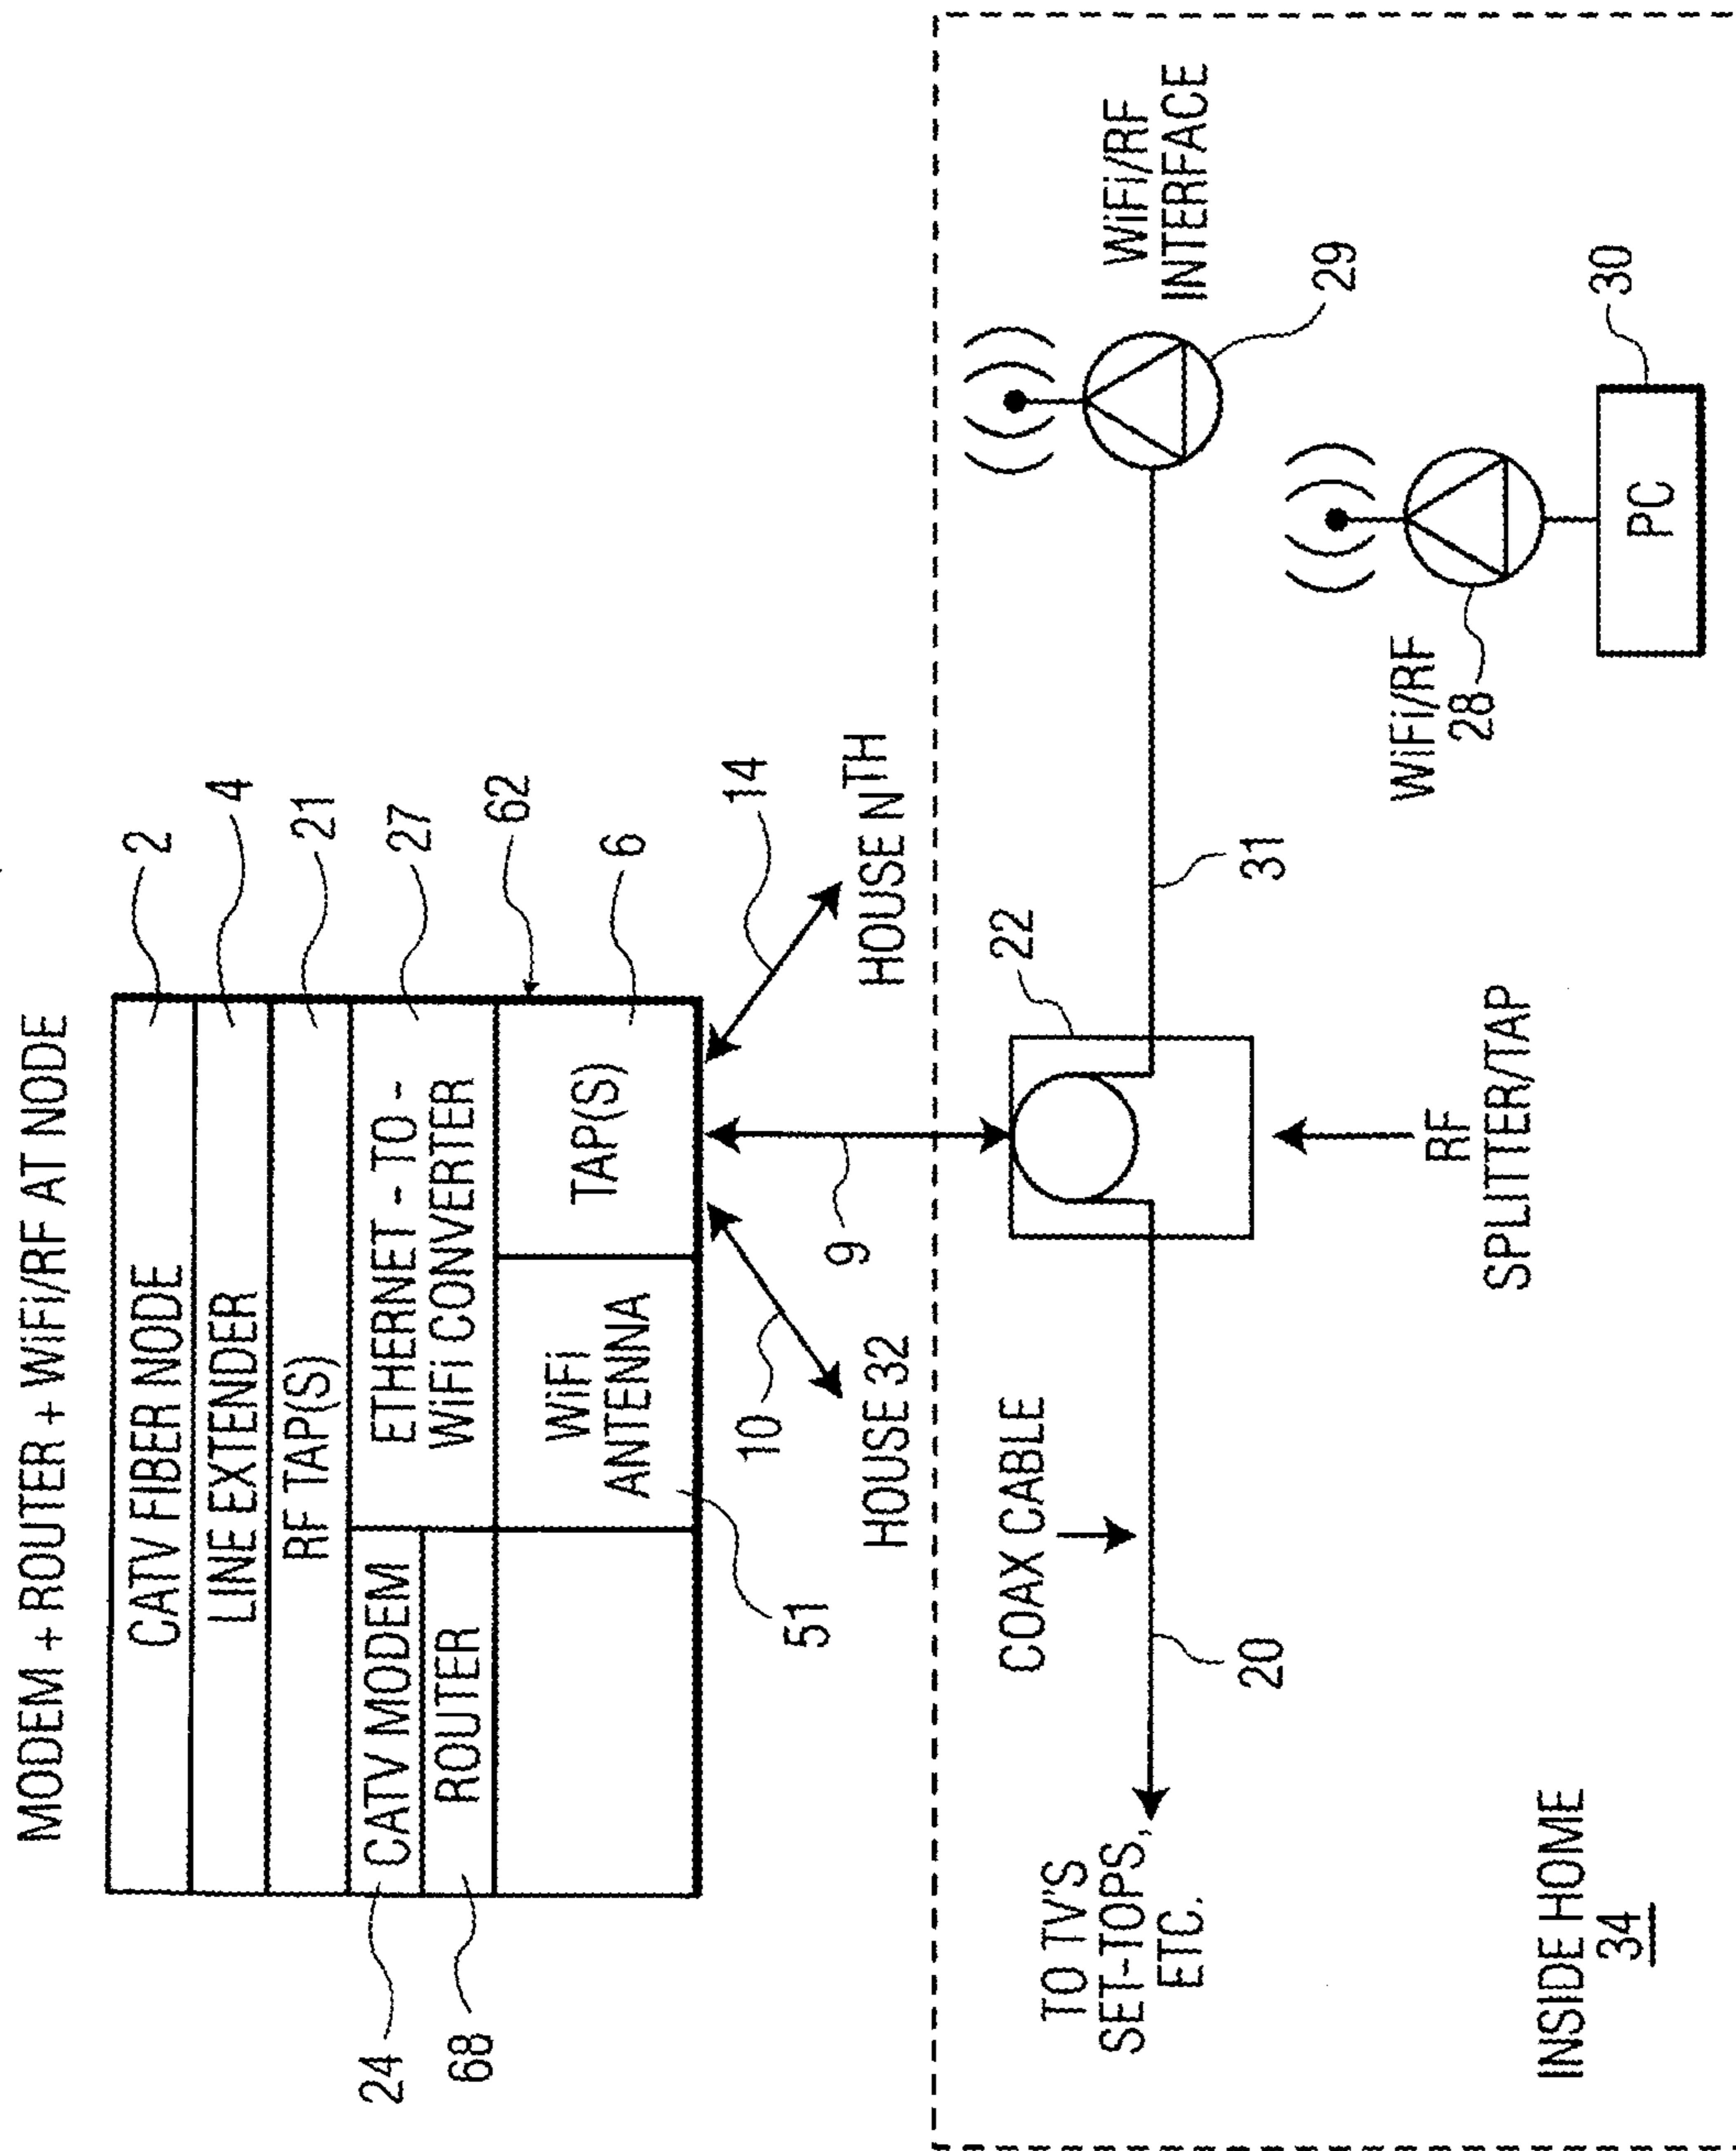 MODEM + ROUTER + WiFi/RF AT NODE
CATV FIBER NODE
2
LINE EXTENDER
4
RF TAP(S)
21
24
CATV MODEM
68
ROUTER
ETHERNET - TO -
WiFi CONVERTER
27
62
WiFi
ANTENNA
51
TAP(S)
6
10
HOUSE 32
9
14
HOUSE NTH
COAX CABLE
20
TO TV'S
SET-TOPS,
ETC.
22
RF
SPLITTER/TAP
31
WiFi/RF
INTERFACE
29
WiFi/RF
28
PC
30
INSIDE HOME
34